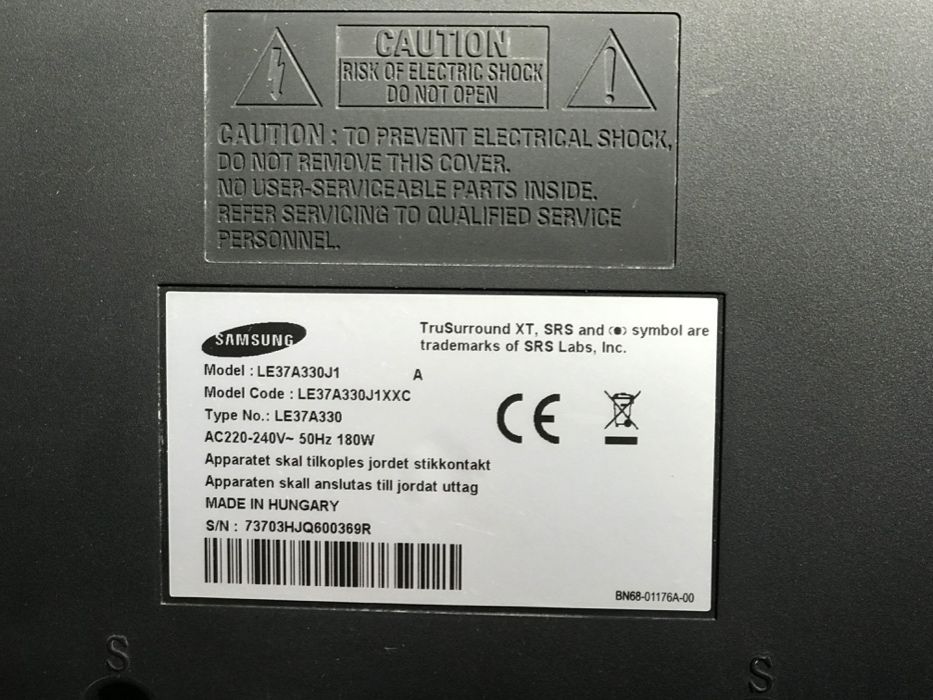 CAUTION
RISK OF ELECTRIC SHOCK
DO NOT OPEN
CAUTION : TO PREVENT ELECTRICAL SHOCK,
DO NOT REMOVE THIS COVER.
NO USER-SERVICEABLE PARTS INSIDE.
REFER SERVICING TO QUALIFIED SERVICE
PERSONNEL.
SAMSUNG
TruSurround XT, SRS and (●) symbol are
trademarks of SRS Labs, Inc.
Model : LE37A330J1 A
Model Code : LE37A330J1XXC
Type No.: LE37A330
AC220-240V~ 50Hz 180W
CE
Apparatet skal tilkoples jordet stikkontakt
Apparaten skall anslutas till jordat uttag
MADE IN HUNGARY
S/N : 73703HJQ600369R
BN68-01176A-00
S
S